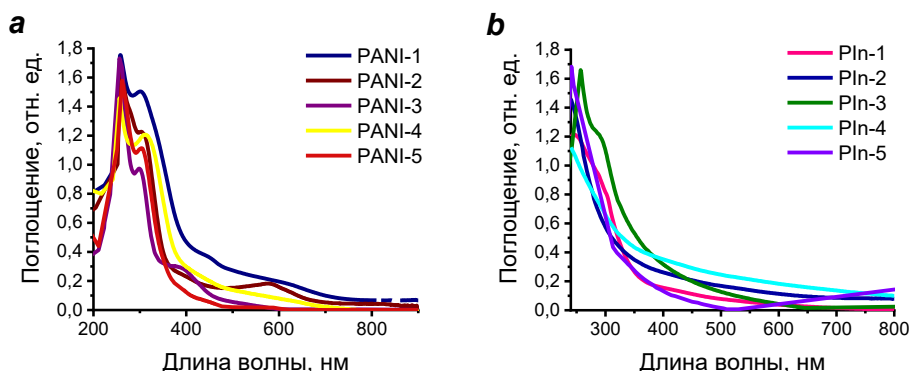 a
Поглощение, отн. ед.
1,8
1,6
1,4
1,2
1,0
0,8
0,6
0,4
0,2
0,0
200
400
600
800
Длина волны, нм
PANI-1
PANI-2
PANI-3
PANI-4
PANI-5
b
Поглощение, отн. ед.
1,8
1,6
1,4
1,2
1,0
0,8
0,6
0,4
0,2
0,0
300
400
500
600
700
800
Длина волны, нм
PIn-1
PIn-2
PIn-3
PIn-4
PIn-5